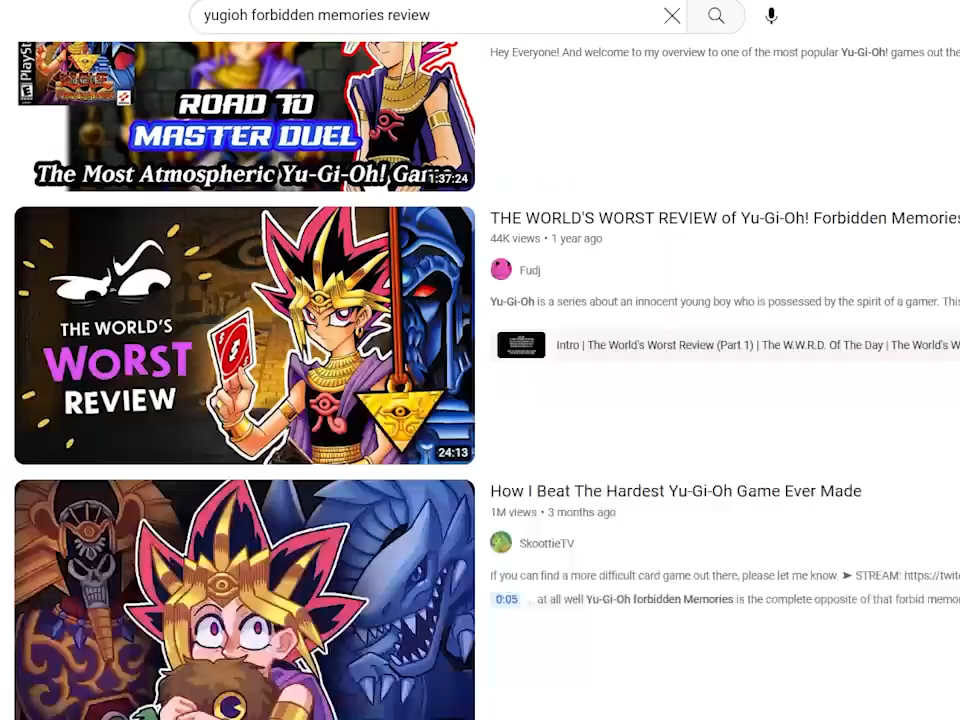 yugioh forbidden memories review
Hey Everyone! And welcome to my overview to one of the most popular Yu-Gi-Oh! games out the
PlaySt
ROAD TO
MASTER DUEL
The Most Atmospheric Yu-Gi-Oh! Gam
1:37:24
THE WORLD'S
WORST
REVIEW
24:13
THE WORLD'S WORST REVIEW of Yu-Gi-Oh! Forbidden Memories
44K views • 1 year ago
Fudj
Yu-Gi-Oh is a series about an innocent young boy who is possessed by the spirit of a gamer. This
Intro | The World's Worst Review (Part 1) | The W.W.R.D. Of The Day | The World's W
How I Beat The Hardest Yu-Gi-Oh Game Ever Made
1M views • 3 months ago
SkoottieTV
If you can find a more difficult card game out there, please let me know. ➤ STREAM: https://twit
0:05 ... at all well Yu-Gi-Oh forbidden Memories is the complete opposite of that forbid memor